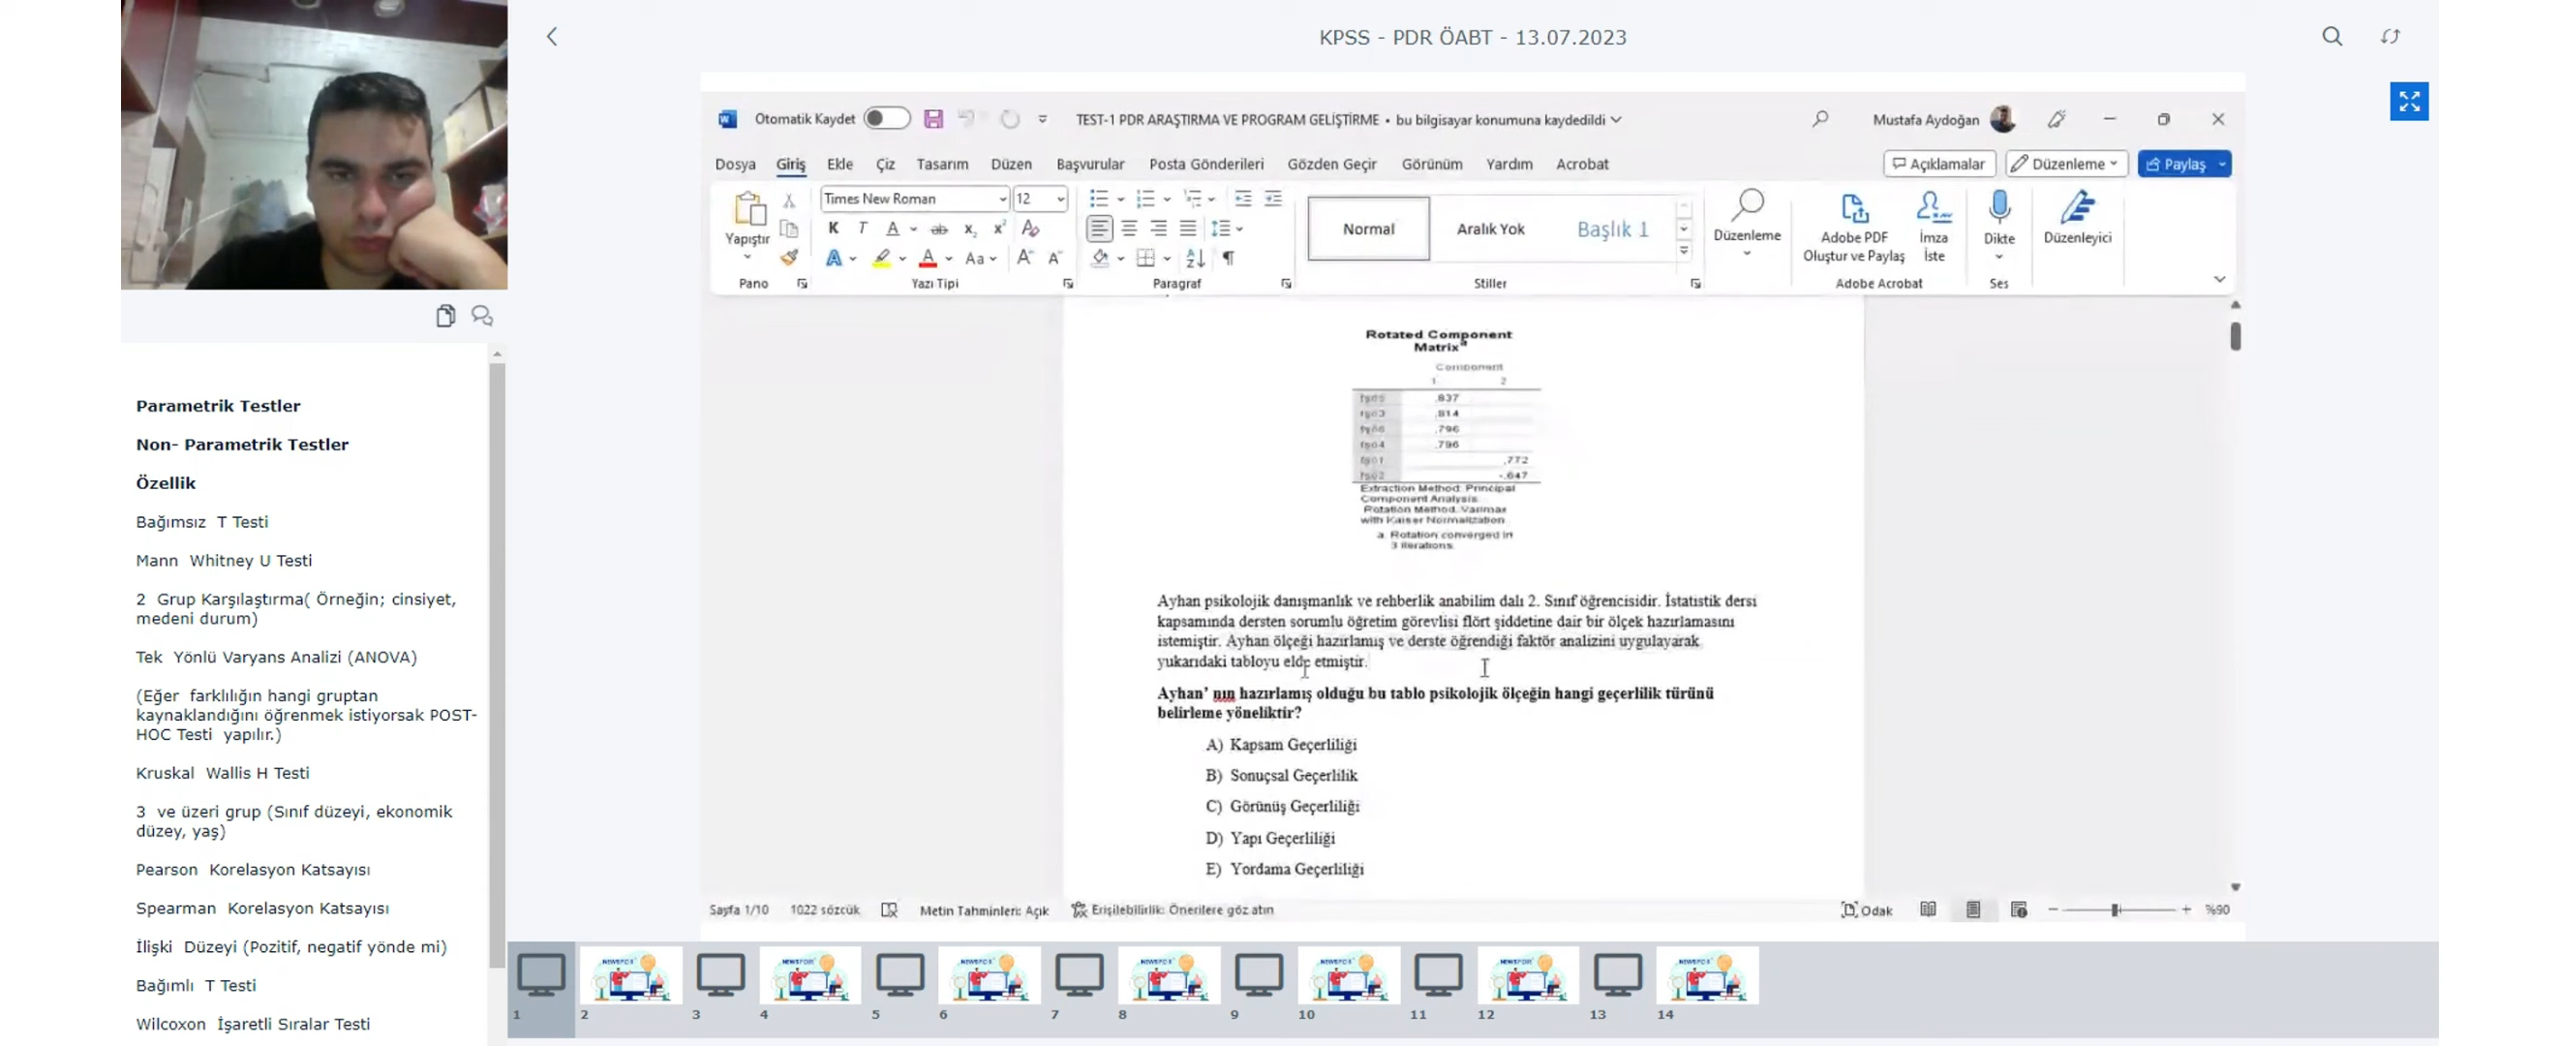 KPSS - PDR ÖABT - 13.07.2023
Otomatik Kaydet
TEST-1 PDR ARAŞTIRMA VE PROGRAM GELİŞTİRME • bu bilgisayar konumuna kaydedildi
Mustafa Aydoğan
Dosya Giriş Ekle Çiz Tasarım Düzen Başvurular Posta Gönderileri Gözden Geçir Görünüm Yardım Acrobat
Açıklamalar Düzenleme Paylaş
Times New Roman 12
Yapıştır
Normal Aralık Yok Başlık 1
Düzenleme
Adobe PDF
Oluştur ve Paylaş
İmza
İste
Dikte
Düzenleyici
Pano Yazı Tipi Paragraf Stiller Adobe Acrobat Ses
Rotated Component
Matrix a
Component
1 2
.837
.814
.796
.796
.772
-.647
Extraction Method: Principal
Component Analysis.
Rotation Method: Varimax
with Kaiser Normalization.
a. Rotation converged in
3 iterations.
Ayhan psikolojik danışmanlık ve rehberlik anabilim dalı 2. Sınıf öğrencisidir. İstatistik dersi
kapsamında dersten sorumlu öğretim görevlisi flört şiddetine dair bir ölçek hazırlamasını
istemiştir. Ayhan ölçeği hazırlamış ve derste öğrendiği faktör analizini uygulayarak
yukarıdaki tabloyu elde etmiştir.
Ayhan' nın hazırlamış olduğu bu tablo psikolojik ölçeğin hangi geçerlilik türünü
belirleme yöneliktir?
A) Kapsam Geçerliliği
B) Sonuçsal Geçerlilik
C) Görünüş Geçerliliği
D) Yapı Geçerliliği
E) Yordama Geçerliliği
Sayfa 1/10 1022 sözcük Metin Tahminleri: Açık Erişilebilirlik: Önerilere göz atın Odak %90
Parametrik Testler
Non- Parametrik Testler
Özellik
Bağımsız T Testi
Mann Whitney U Testi
2 Grup Karşılaştırma( Örneğin; cinsiyet,
medeni durum)
Tek Yönlü Varyans Analizi (ANOVA)
(Eğer farklılığın hangi gruptan
kaynaklandığını öğrenmek istiyorsak POST-
HOC Testi yapılır.)
Kruskal Wallis H Testi
3 ve üzeri grup (Sınıf düzeyi, ekonomik
düzey, yaş)
Pearson Korelasyon Katsayısı
Spearman Korelasyon Katsayısı
İlişki Düzeyi (Pozitif, negatif yönde mi)
Bağımlı T Testi
Wilcoxon İşaretli Sıralar Testi
1 2 3 4 5 6 7 8 9 10 11 12 13 14